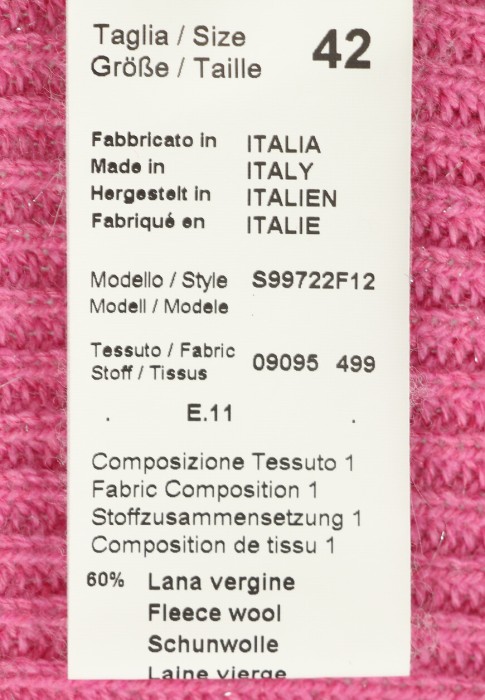 Taglia / Size 42
Größe / Taille
Fabbricato in ITALIA
Made in ITALY
Hergestelt in ITALIEN
Fabriqué en ITALIE
Modello / Style S99722F12
Modell / Modele
Tessuto / Fabric 09095 499
Stoff / Tissus
. E.11 .
Composizione Tessuto 1
Fabric Composition 1
Stoffzusammensetzung 1
Composition de tissu 1
60% Lana vergine
Fleece wool
Schunwolle
Laine vierge